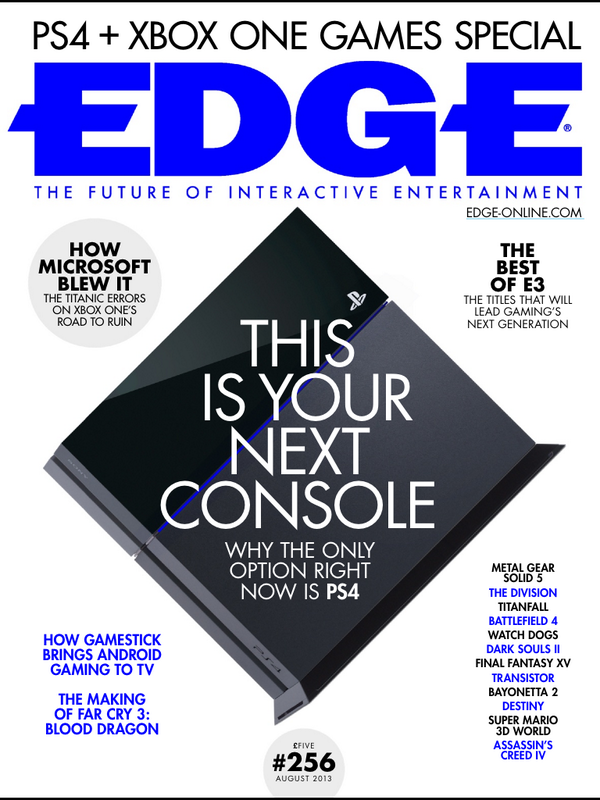 PS4 + XBOX ONE GAMES SPECIAL
EDGE®
THE FUTURE OF INTERACTIVE ENTERTAINMENT
EDGE-ONLINE.COM
HOW
MICROSOFT
BLEW IT
THE TITANIC ERRORS
ON XBOX ONE'S
ROAD TO RUIN
THE
BEST
OF E3
THE TITLES THAT WILL
LEAD GAMING'S
NEXT GENERATION
THIS
IS YOUR
NEXT
CONSOLE
WHY THE ONLY
OPTION RIGHT
NOW IS PS4
SONY
PS4
HOW GAMESTICK
BRINGS ANDROID
GAMING TO TV
THE MAKING
OF FAR CRY 3:
BLOOD DRAGON
METAL GEAR
SOLID 5
THE DIVISION
TITANFALL
BATTLEFIELD 4
WATCH DOGS
DARK SOULS II
FINAL FANTASY XV
TRANSISTOR
BAYONETTA 2
DESTINY
SUPER MARIO
3D WORLD
ASSASSIN'S
CREED IV
£FIVE
#256
AUGUST 2013